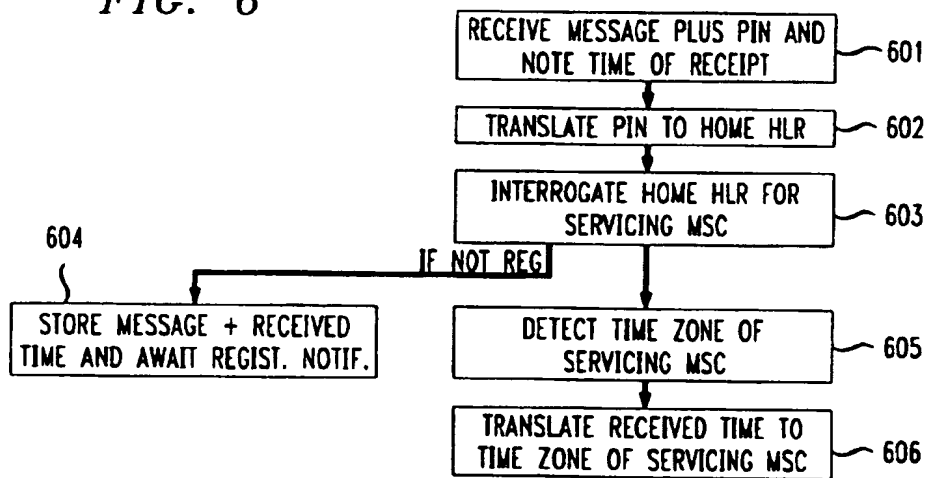 FIG. 6
RECEIVE MESSAGE PLUS PIN AND
NOTE TIME OF RECEIPT
601
TRANSLATE PIN TO HOME HLR
602
INTERROGATE HOME HLR FOR
SERVICING MSC
603
IF NOT REG
604
STORE MESSAGE + RECEIVED
TIME AND AWAIT REGIST. NOTIF.
DETECT TIME ZONE OF
SERVICING MSC
605
TRANSLATE RECEIVED TIME TO
TIME ZONE OF SERVICING MSC
606